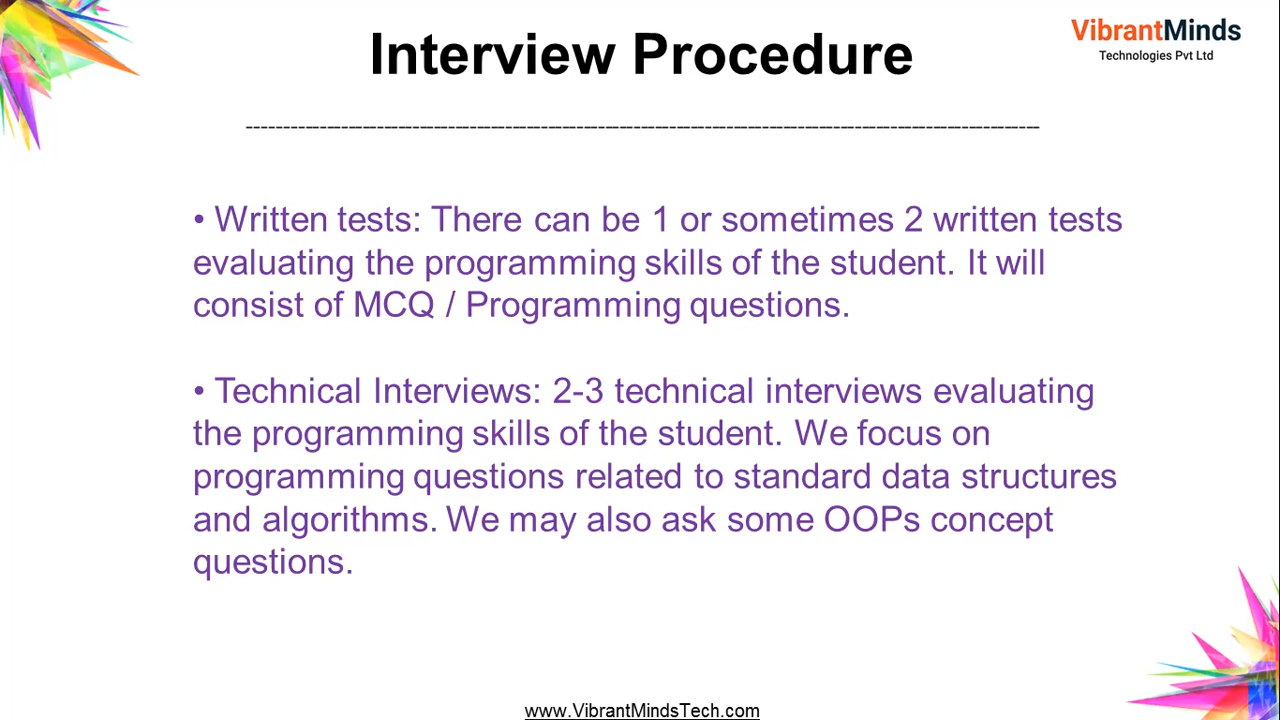 Interview Procedure
VibrantMinds
Technologies Pvt Ltd
• Written tests: There can be 1 or sometimes 2 written tests
evaluating the programming skills of the student. It will
consist of MCQ / Programming questions.
• Technical Interviews: 2-3 technical interviews evaluating
the programming skills of the student. We focus on
programming questions related to standard data structures
and algorithms. We may also ask some OOPs concept
questions.
www.VibrantMindsTech.com